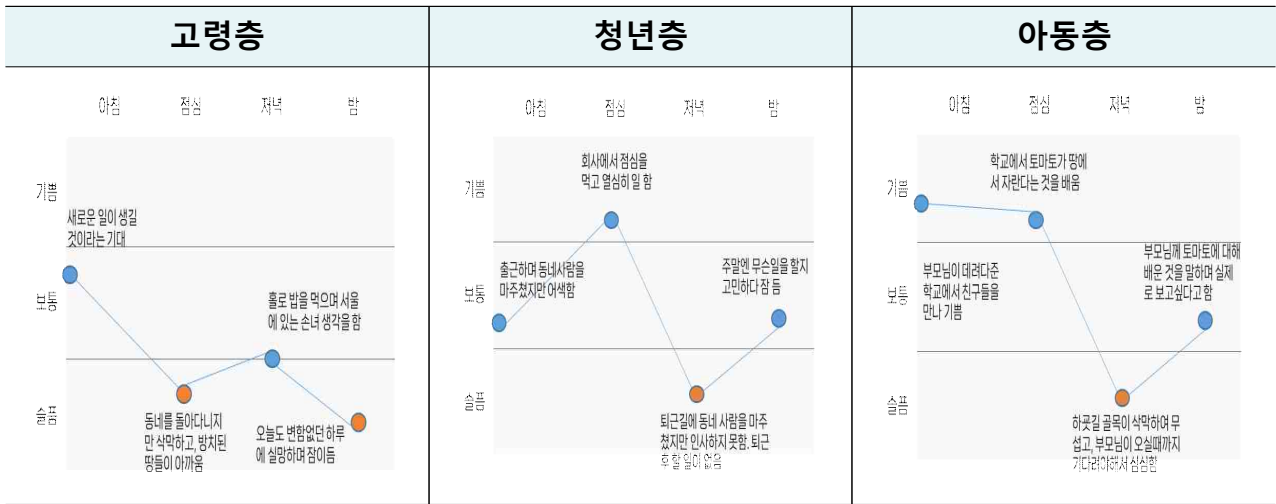 고령층
청년층
아동층
아침 점심 저녁 밤
기쁨
보통
슬픔
새로운 일이 생길
것이라는 기대
동네를 돌아다니지
만 삭막하고, 방치된
땅들이 아까움
홀로 밥을 먹으며 서울
에 있는 손녀 생각을 함
오늘도 변함없던 하루
에 실망하며 잠이듬
아침 점심 저녁 밤
기쁨
보통
슬픔
출근하며 동네사람을
마주쳤지만 어색함
회사에서 점심을
먹고 열심히 일 함
퇴근길에 동네 사람을 마주
쳤지만 인사하지 못함. 퇴근
후 할 일이 없음
주말엔 무슨일을 할지
고민하다 잠 듬
아침 점심 저녁 밤
기쁨
보통
슬픔
부모님이 데려다준
학교에서 친구들을
만나 기쁨
학교에서 토마토가 땅에
서 자란다는 것을 배움
하굣길 골목이 삭막하여 무
섭고, 부모님이 오실때까지
기다려야해서 심심함
부모님께 토마토에 대해
배운 것을 말하며 실제
로 보고싶다고 함